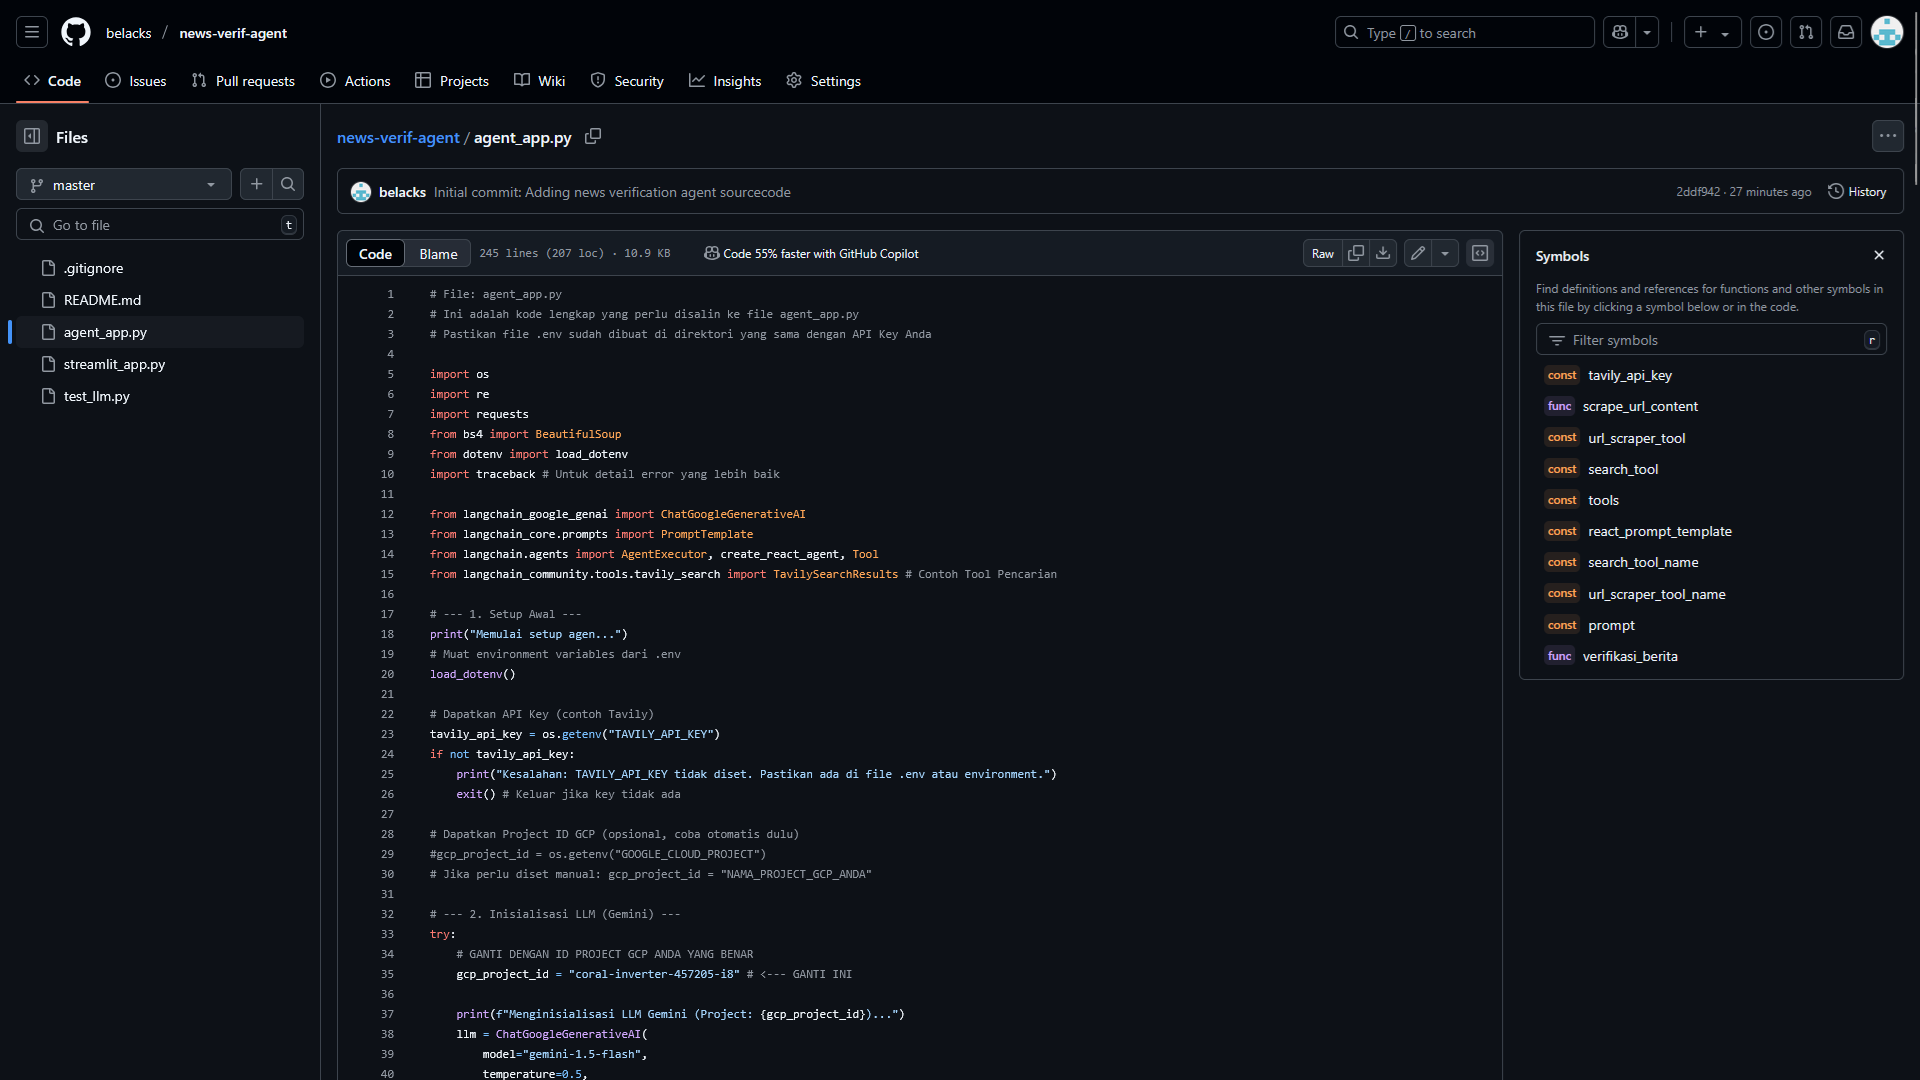 belacks / news-verif-agent
Type / to search
Code
Issues
Pull requests
Actions
Projects
Wiki
Security
Insights
Settings
Files
master
Go to file
t
.gitignore
README.md
agent_app.py
streamlit_app.py
test_llm.py
news-verif-agent / agent_app.py
belacks Initial commit: Adding news verification agent sourcecode
2ddf942 · 27 minutes ago
History
Code
Blame
245 lines (207 loc) · 10.9 KB
Code 55% faster with GitHub Copilot
Raw
1 # File: agent_app.py
2 # Ini adalah kode lengkap yang perlu disalin ke file agent_app.py
3 # Pastikan file .env sudah dibuat di direktori yang sama dengan API Key Anda
4
5 import os
6 import re
7 import requests
8 from bs4 import BeautifulSoup
9 from dotenv import load_dotenv
10 import traceback # Untuk detail error yang lebih baik
11
12 from langchain_google_genai import ChatGoogleGenerativeAI
13 from langchain_core.prompts import PromptTemplate
14 from langchain.agents import AgentExecutor, create_react_agent, Tool
15 from langchain_community.tools.tavily_search import TavilySearchResults # Contoh Tool Pencarian
16
17 # --- 1. Setup Awal ---
18 print("Memulai setup agen...")
19 # Muat environment variables dari .env
20 load_dotenv()
21
22 # Dapatkan API Key (contoh Tavily)
23 tavily_api_key = os.getenv("TAVILY_API_KEY")
24 if not tavily_api_key:
25     print("Kesalahan: TAVILY_API_KEY tidak diset. Pastikan ada di file .env atau environment.")
26     exit() # Keluar jika key tidak ada
27
28 # Dapatkan Project ID GCP (opsional, coba otomatis dulu)
29 #gcp_project_id = os.getenv("GOOGLE_CLOUD_PROJECT")
30 # Jika perlu diset manual: gcp_project_id = "NAMA_PROJECT_GCP_ANDA"
31
32 # --- 2. Inisialisasi LLM (Gemini) ---
33 try:
34     # GANTI DENGAN ID PROJECT GCP ANDA YANG BENAR
35     gcp_project_id = "coral-inverter-457205-i8" # <--- GANTI INI
36
37     print(f"Menginisialisasi LLM Gemini (Project: {gcp_project_id})...")
38     llm = ChatGoogleGenerativeAI(
39         model="gemini-1.5-flash",
40         temperature=0.5,
Symbols
Find definitions and references for functions and other symbols in
this file by clicking a symbol below or in the code.
Filter symbols
r
const tavily_api_key
func scrape_url_content
const url_scraper_tool
const search_tool
const tools
const react_prompt_template
const search_tool_name
const url_scraper_tool_name
const prompt
func verifikasi_berita